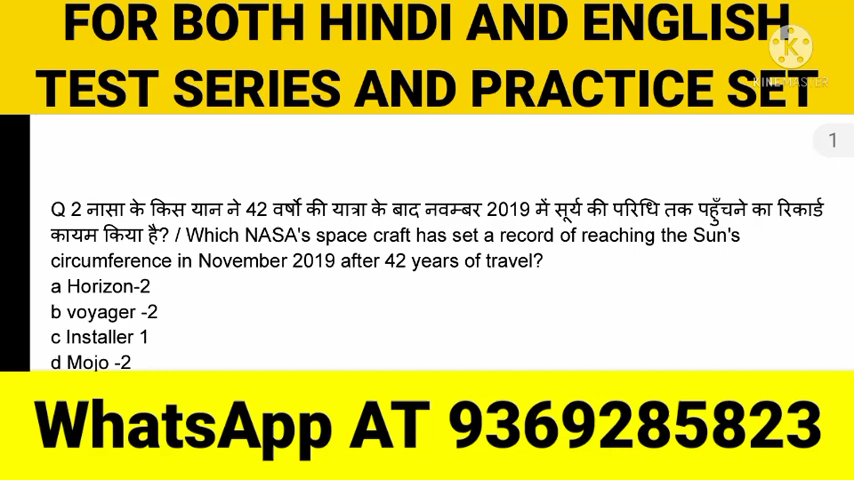 FOR BOTH HINDI AND ENGLISH
TEST SERIES AND PRACTICE SET
K
KINEMASTER
1
Q 2 नासा के किस यान ने 42 वर्षो की यात्रा के बाद नवम्बर 2019 में सूर्य की परिधि तक पहुँचने का रिकार्ड
कायम किया है? / Which NASA's space craft has set a record of reaching the Sun's
circumference in November 2019 after 42 years of travel?
a Horizon-2
b voyager -2
c Installer 1
d Mojo -2
WhatsApp AT 9369285823